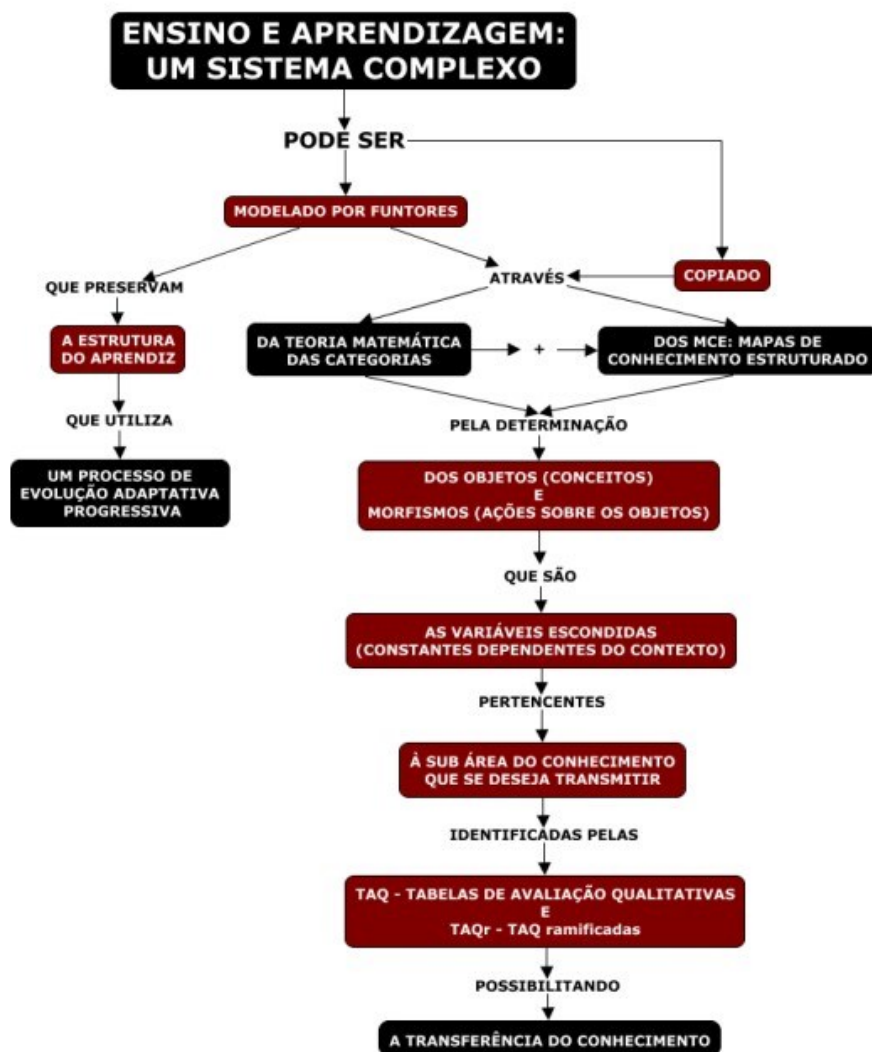 ENSINO E APRENDIZAGEM:
UM SISTEMA COMPLEXO
PODE SER
MODELADO POR FUNTORES
COPIADO
ATRAVÉS
QUE PRESERVAM
A ESTRUTURA
DO APRENDIZ
DA TEORIA MATEMÁTICA
DAS CATEGORIAS
+
DOS MCE: MAPAS DE
CONHECIMENTO ESTRUTURADO
QUE UTILIZA
PELA DETERMINAÇÃO
UM PROCESSO DE
EVOLUÇÃO ADAPTATIVA
PROGRESSIVA
DOS OBJETOS (CONCEITOS)
E
MORFISMOS (AÇÕES SOBRE OS OBJETOS)
QUE SÃO
AS VARIÁVEIS ESCONDIDAS
(CONSTANTES DEPENDENTES DO CONTEXTO)
PERTENCENTES
À SUB ÁREA DO CONHECIMENTO
QUE SE DESEJA TRANSMITIR
IDENTIFICADAS PELAS
TAQ - TABELAS DE AVALIAÇÃO QUALITATIVAS
E
TAQr - TAQ ramificadas
POSSIBILITANDO
A TRANSFERÊNCIA DO CONHECIMENTO